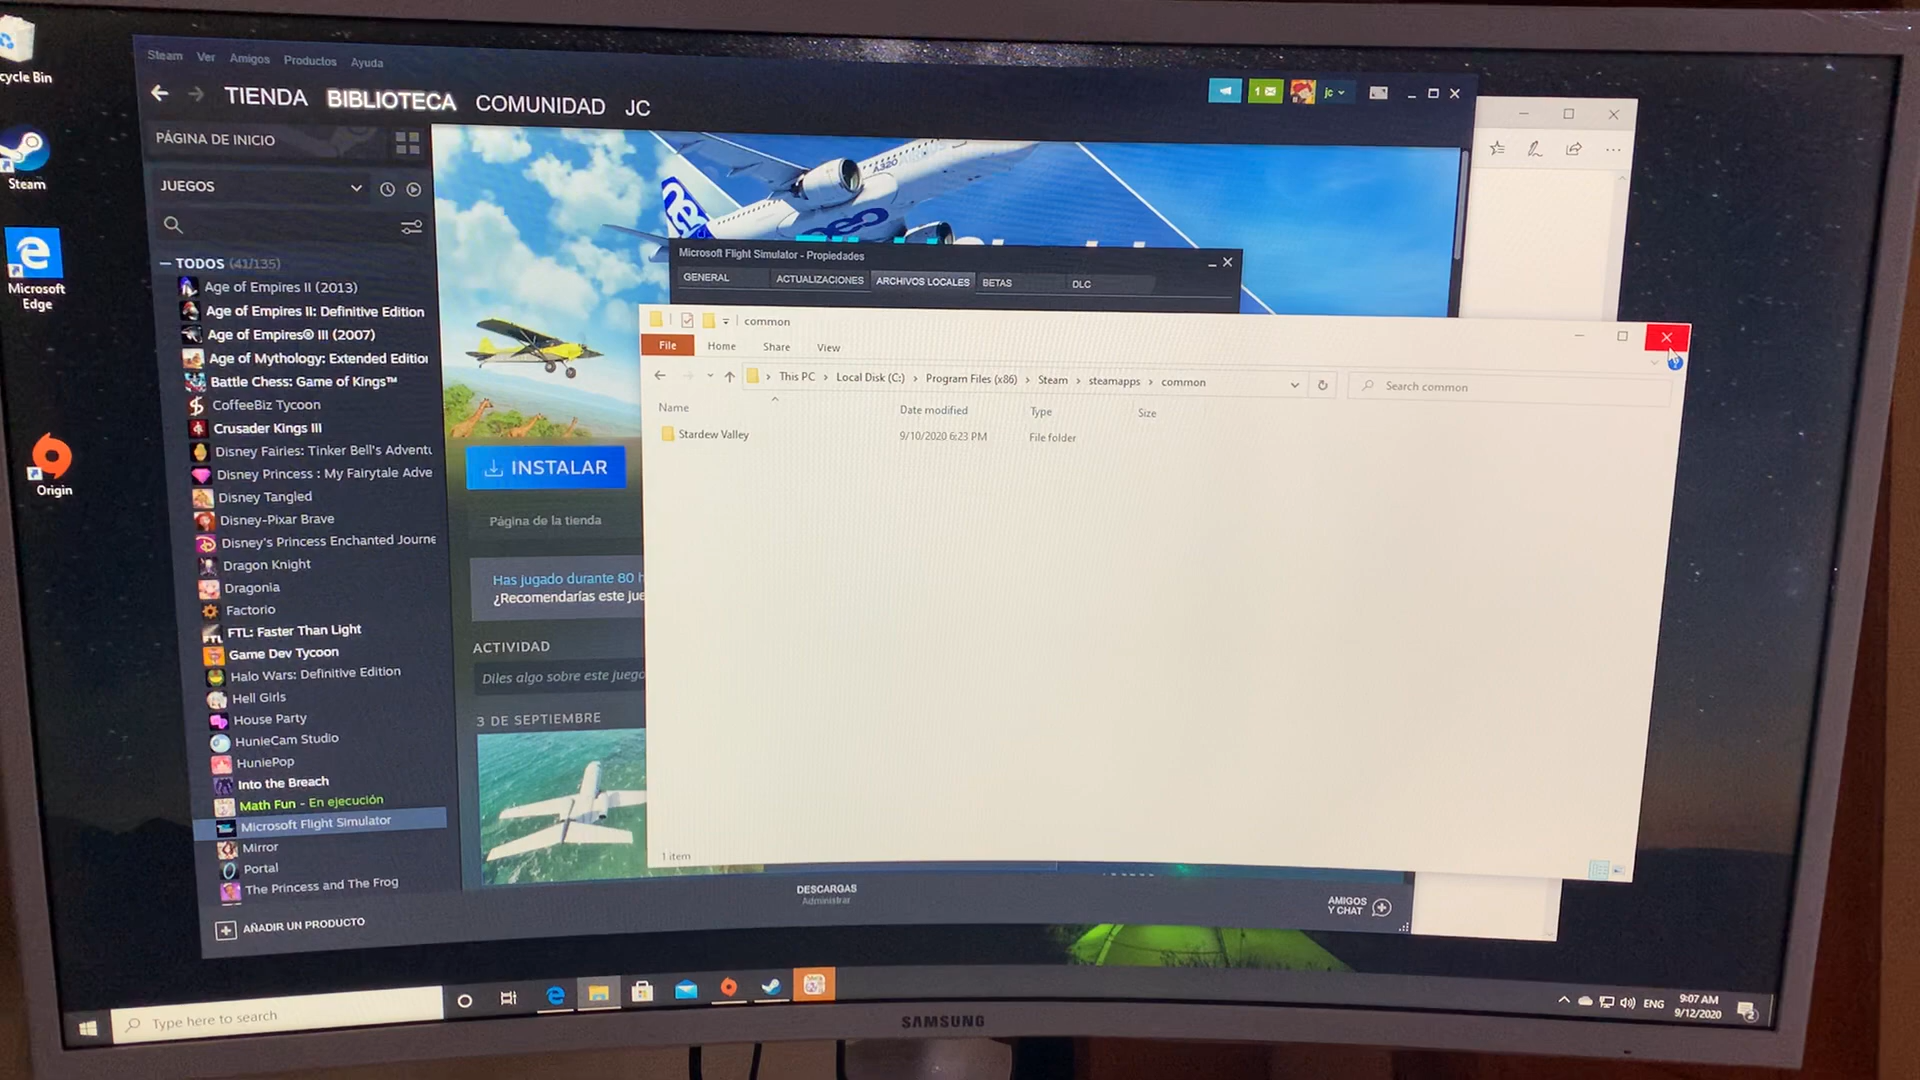 cycle Bin
Steam
Microsoft
Edge
Origin
Steam Ver Amigos Productos Ayuda
TIENDA BIBLIOTECA COMUNIDAD JC
1
jc
PÁGINA DE INICIO
JUEGOS
TODOS (41/135)
Age of Empires II (2013)
Age of Empires II: Definitive Edition
Age of Empires® III (2007)
Age of Mythology: Extended Editio
Battle Chess: Game of Kings™
CoffeeBiz Tycoon
Crusader Kings III
Disney Fairies: Tinker Bell's Adventu
Disney Princess : My Fairytale Adve
Disney Tangled
Disney-Pixar Brave
Disney's Princess Enchanted Journe
Dragon Knight
Dragonia
Factorio
FTL: Faster Than Light
Game Dev Tycoon
Halo Wars: Definitive Edition
Hell Girls
House Party
HunieCam Studio
HuniePop
Into the Breach
Math Fun - En ejecución
Microsoft Flight Simulator
Mirror
Portal
The Princess and The Frog
AÑADIR UN PRODUCTO
A320
neo
INSTALAR
Página de la tienda
Has jugado durante 80 h
¿Recomendarías este jue
ACTIVIDAD
Diles algo sobre este juego
3 DE SEPTIEMBRE
Microsoft Flight Simulator - Propiedades
GENERAL ACTUALIZACIONES ARCHIVOS LOCALES BETAS DLC
common
File Home Share View
This PC > Local Disk (C:) > Program Files (x86) > Steam > steamapps > common
Search common
Name Date modified Type Size
Stardew Valley 9/10/2020 6:23 PM File folder
1 item
DESCARGAS
Administrar
AMIGOS
Y CHAT
Type here to search
ENG
9:07 AM
9/12/2020
2
SAMSUNG